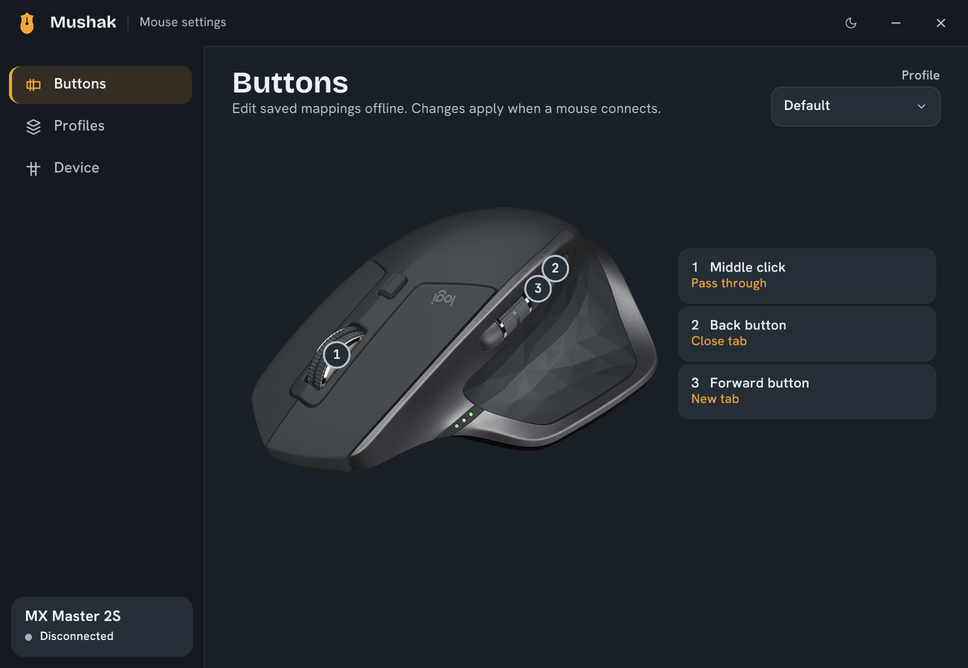 Mushak
Mouse settings
Buttons
Profiles
Device
Buttons
Edit saved mappings offline. Changes apply when a mouse connects.
Profile
Default
logi
1
2
3
1 Middle click
Pass through
2 Back button
Close tab
3 Forward button
New tab
MX Master 2S
Disconnected